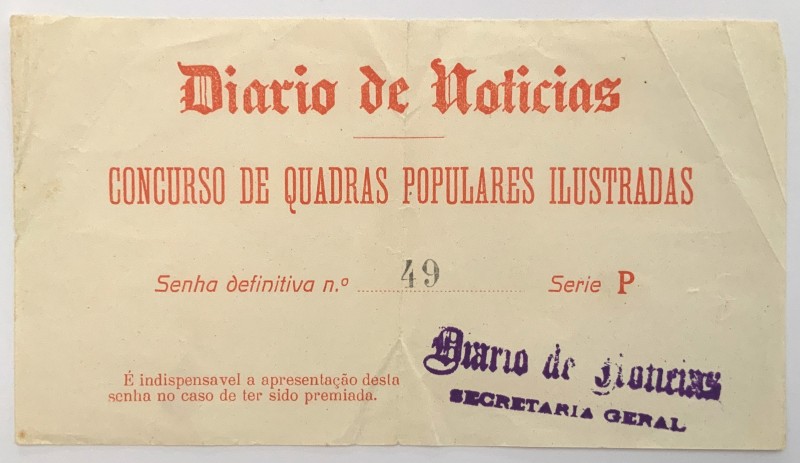 Diario de Noticias
CONCURSO DE QUADRAS POPULARES ILUSTRADAS
Senha definitiva n.º 49 Serie P
É indispensavel a apresentação desta
senha no caso de ter sido premiada.
Diario de Noticias
SECRETARIA GERAL